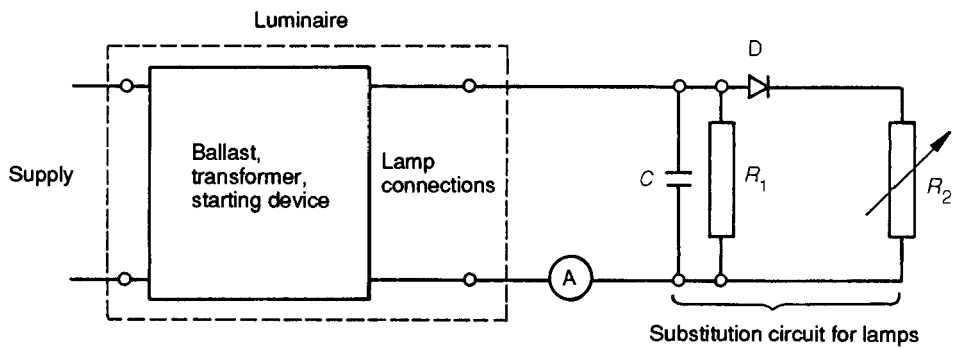 Luminaire
D
Ballast,
transformer,
starting device
Lamp
connections
Supply
C
R1
R2
A
Substitution circuit for lamps